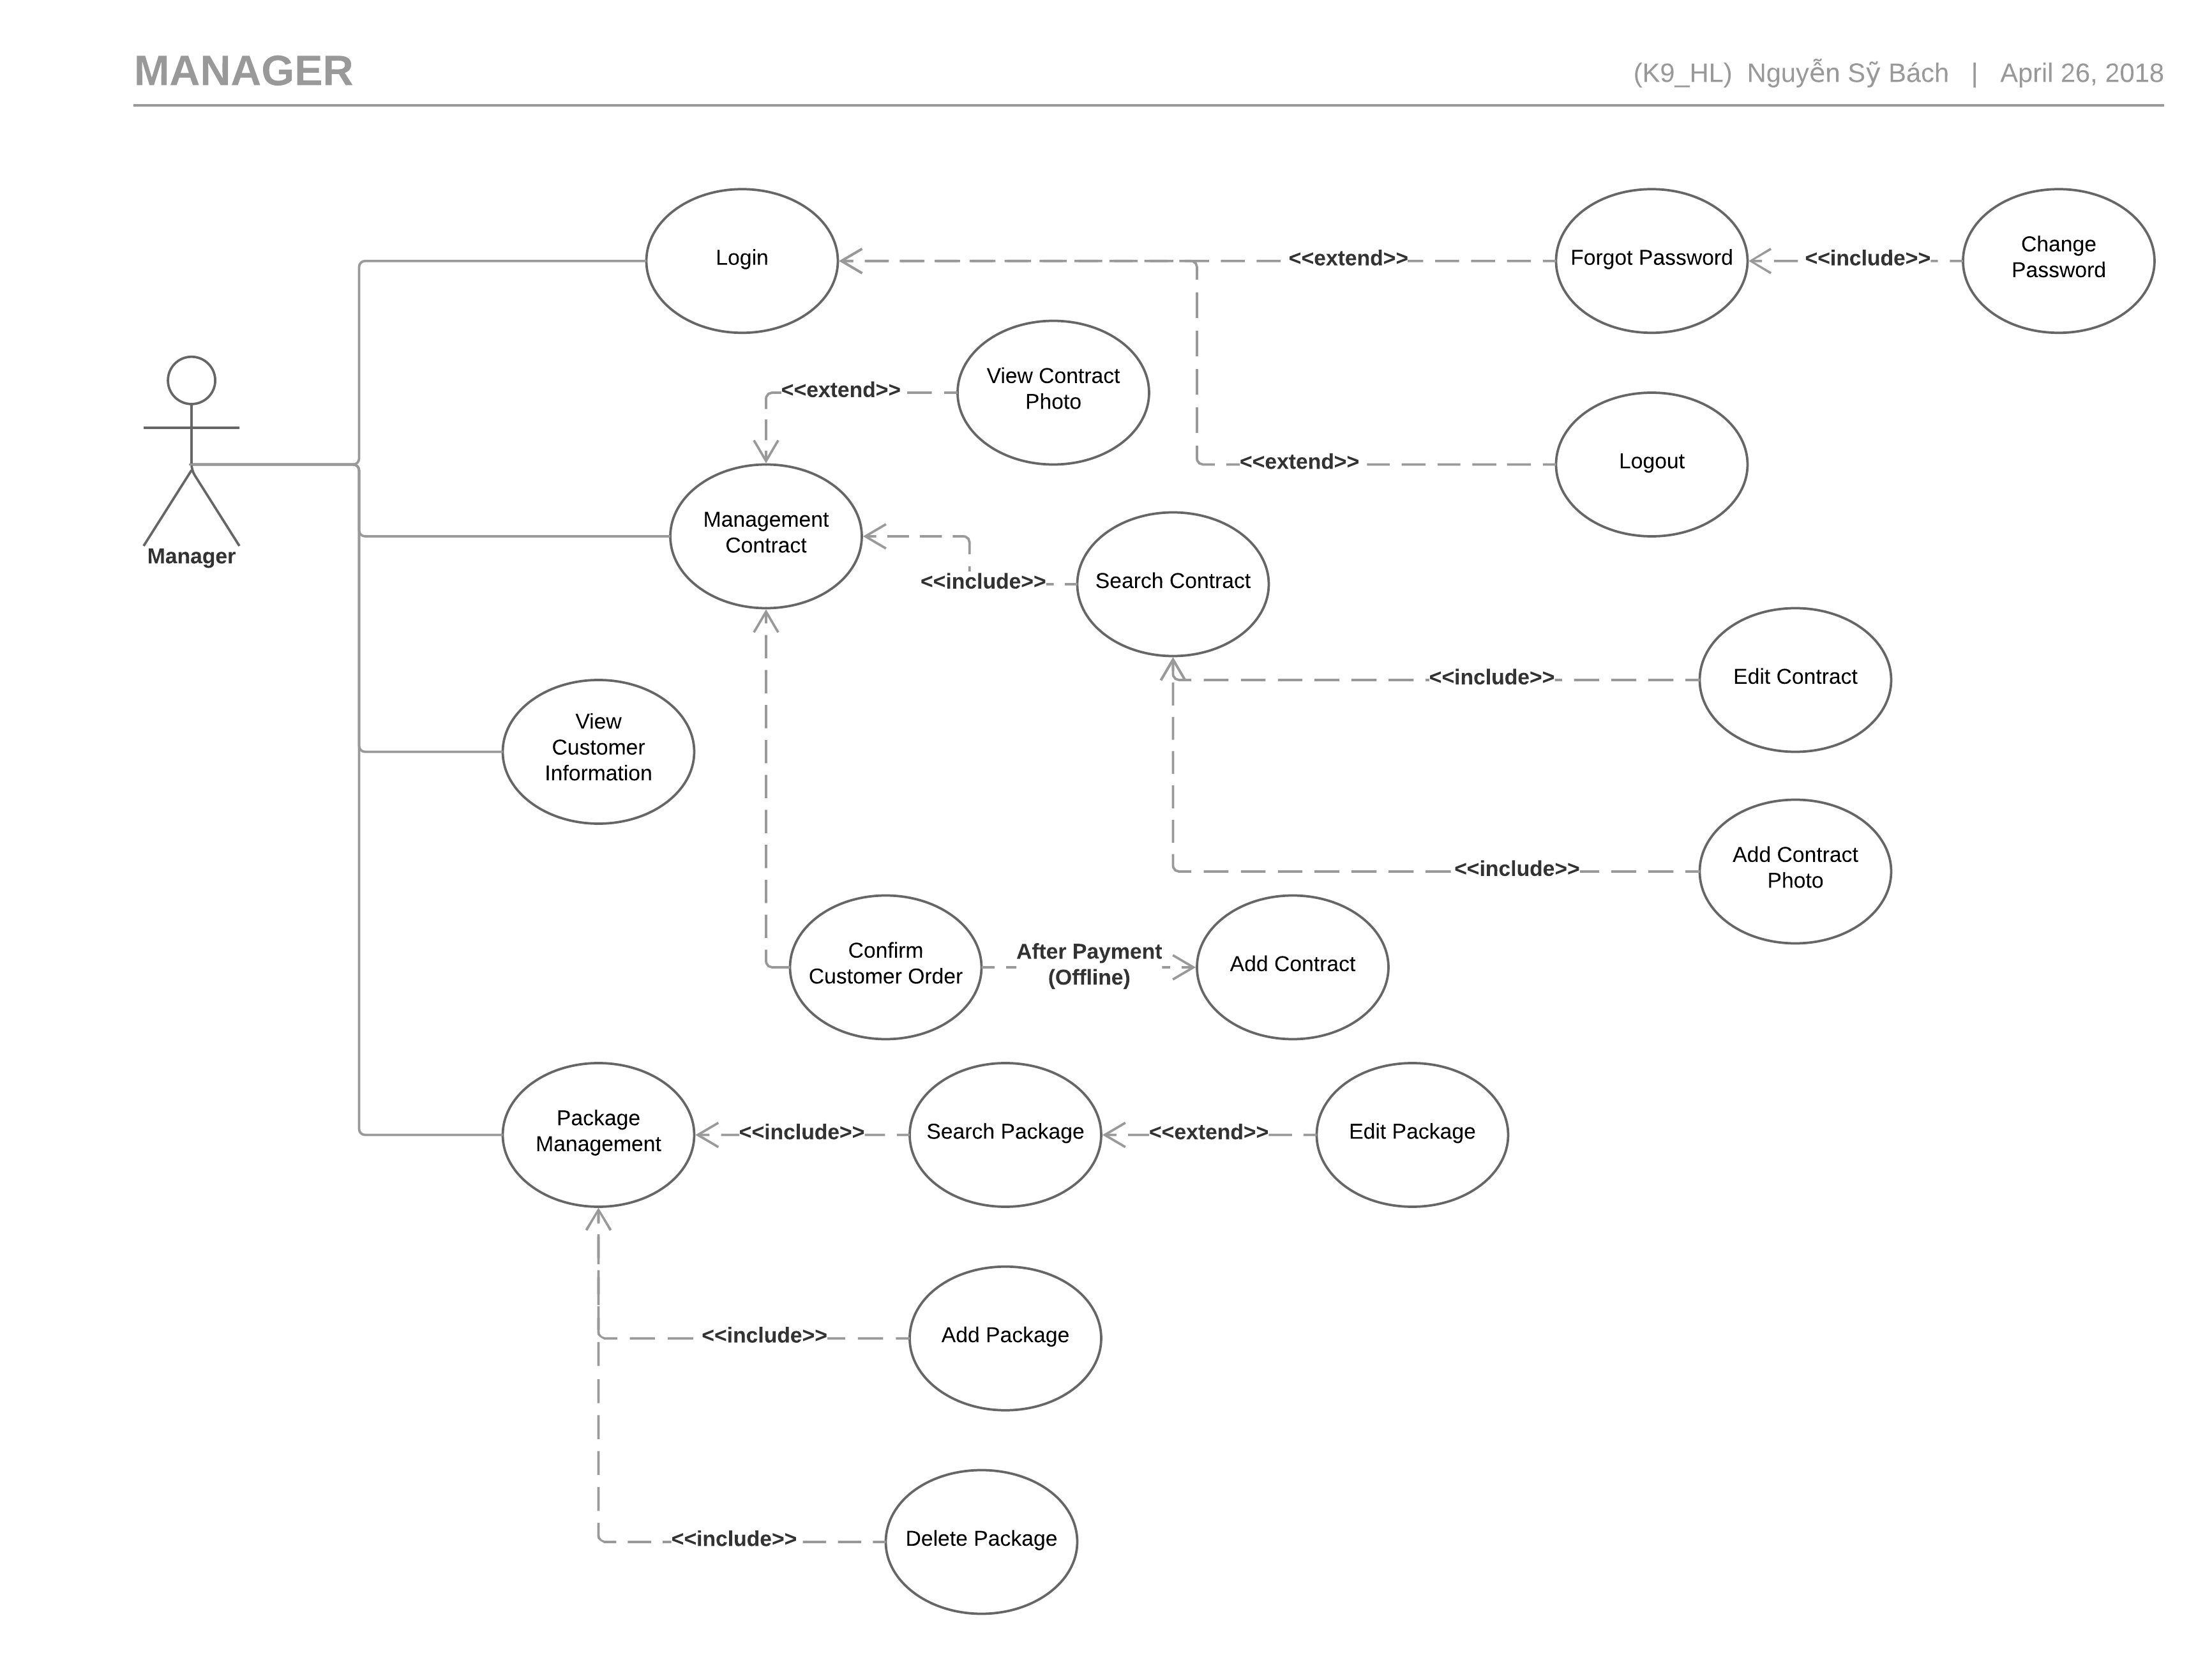 MANAGER
(K9_HL) Nguyễn Sỹ Bách | April 26, 2018
Login
<<extend>>
Forgot Password
<<include>>
Change
Password
<<extend>>
View Contract
Photo
<<extend>>
Logout
Manager
Management
Contract
<<include>>
Search Contract
<<include>>
Edit Contract
View
Customer
Information
<<include>>
Add Contract
Photo
Confirm
Customer Order
After Payment
(Offline)
Add Contract
Package
Management
<<include>>
Search Package
<<extend>>
Edit Package
<<include>>
Add Package
<<include>>
Delete Package